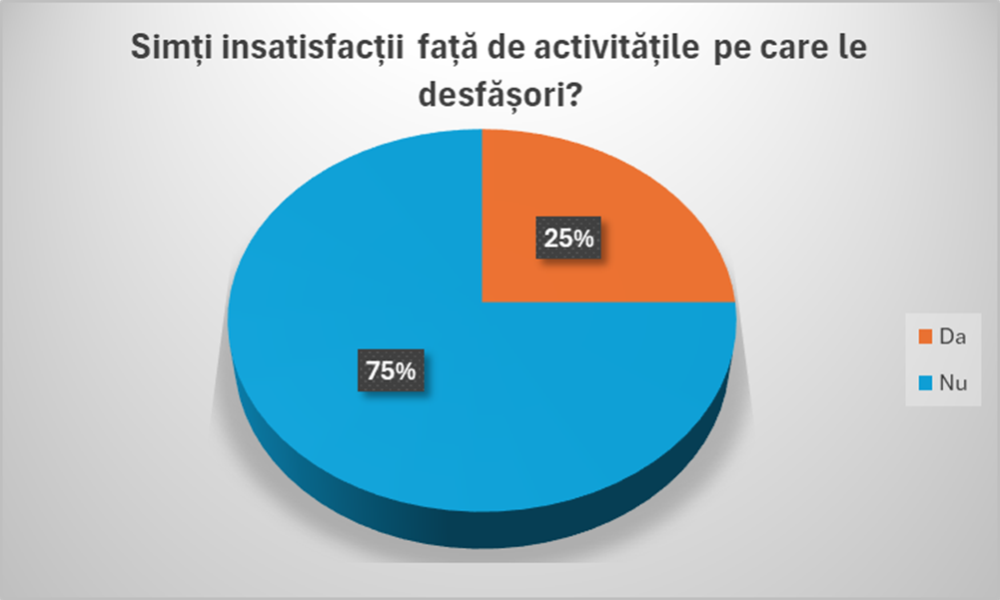 Simți insatisfacții față de activitățile pe care le
desfășori?
25%
75%
Da
Nu